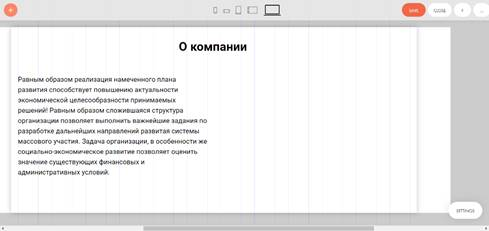 +
SAVE
CLOSE
?
...
О компании
Равным образом реализация намеченного плана
развития способствует повышению актуальности
экономической целесообразности принимаемых
решений! Равным образом сложившаяся структура
организации позволяет выполнить важнейшие задания по
разработке дальнейших направлений развития системы
массового участия. Задача организации, в особенности же
социально-экономическое развитие позволяет оценить
значение существующих финансовых и
административных условий.
SETTINGS